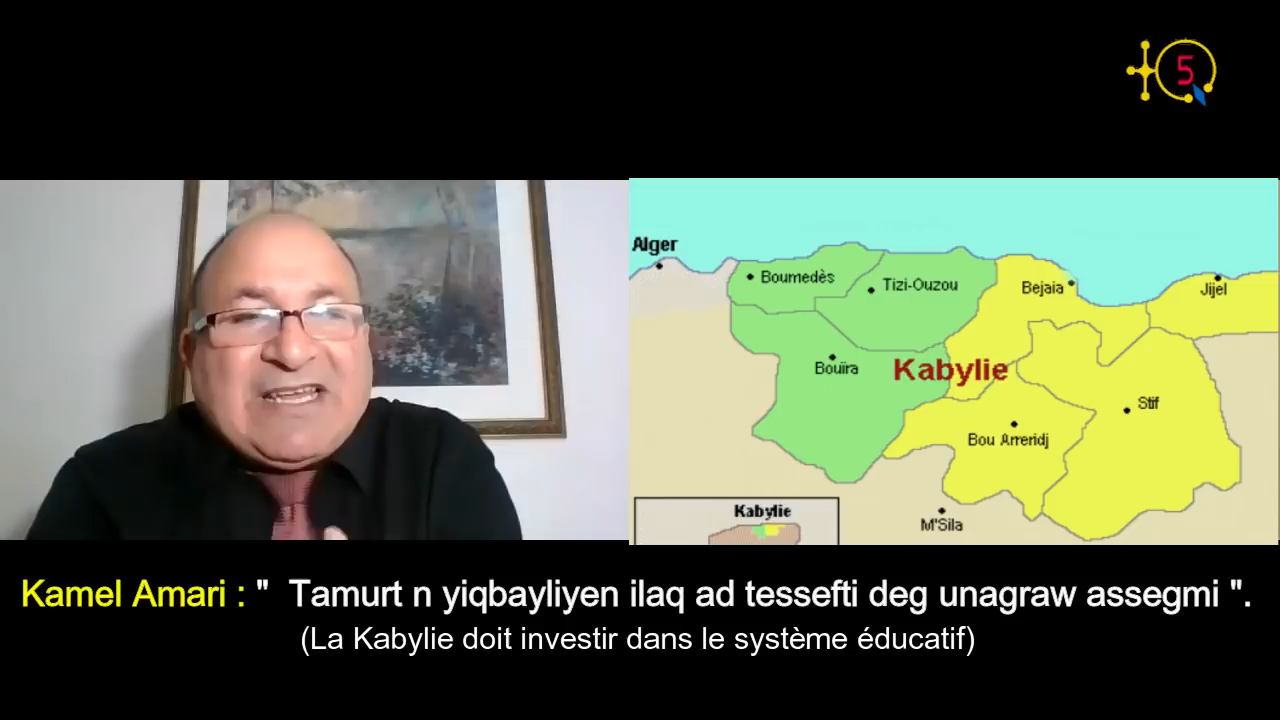 5
Alger
Boumedès
Tizi-Ouzou
Bejaia
Jijel
Bouïra
Kabylie
Stif
Bou Arreridj
M'Sila
Kabylie
Kamel Amari : " Tamurt n yiqbayliyen ilaq ad tessefti deg unagraw assegmi ".
(La Kabylie doit investir dans le système éducatif)